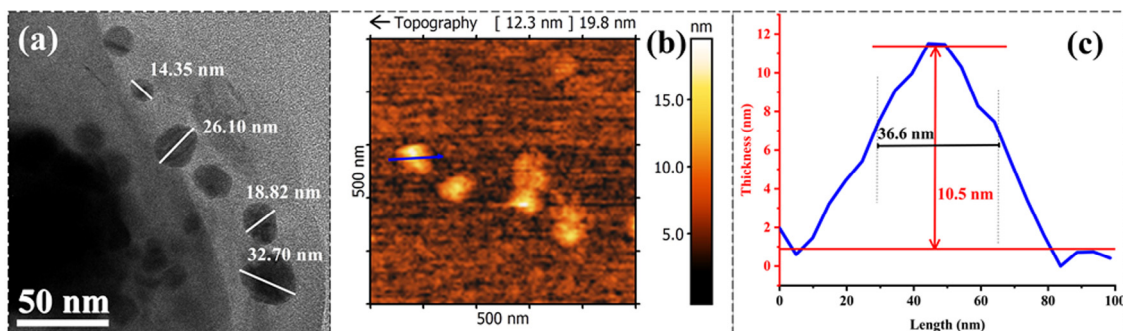 (a)
14.35 nm
26.10 nm
18.82 nm
32.70 nm
50 nm
← Topography [ 12.3 nm ] 19.8 nm
(b)
nm
15.0
10.0
5.0
500 nm
500 nm
(c)
Thickness (nm)
12
10
8
6
4
2
0
36.6 nm
10.5 nm
0 20 40 60 80 100
Length (nm)